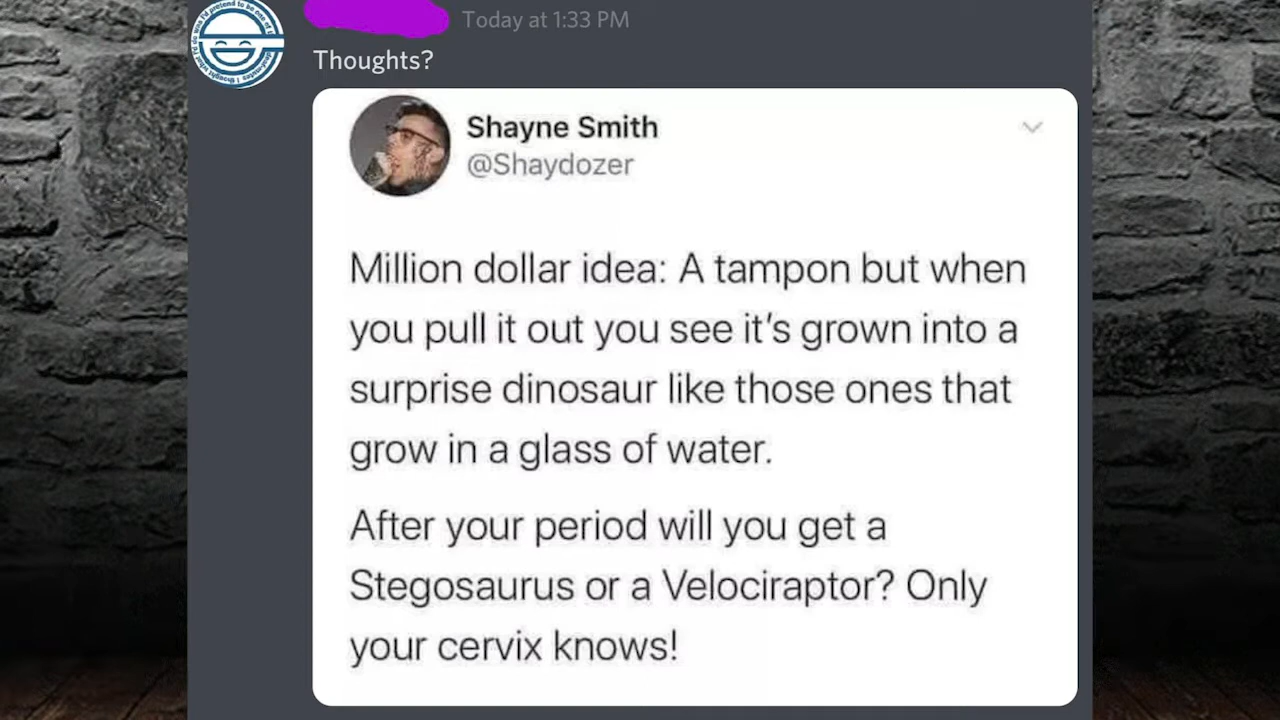 Today at 1:33 PM
Thoughts?
Shayne Smith
@Shaydozer
Million dollar idea: A tampon but when
you pull it out you see it's grown into a
surprise dinosaur like those ones that
grow in a glass of water.
After your period will you get a
Stegosaurus or a Velociraptor? Only
your cervix knows!